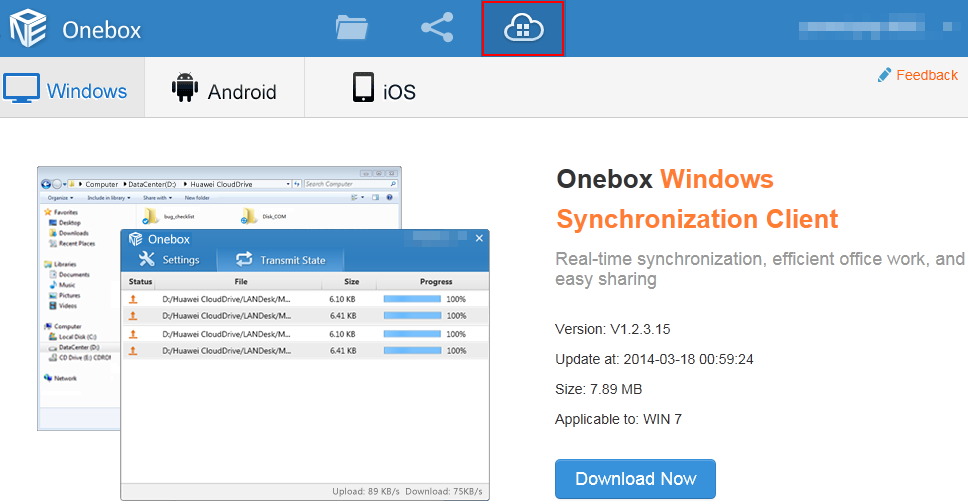 Onebox
Windows
Android
iOS
Feedback
Computer ▸ DataCenter(D:) ▸ Huawei CloudDrive
Search Computer
Organize
Include in library
Share with
New folder
Favorites
Desktop
Downloads
Recent Places
Libraries
Documents
Music
Pictures
Videos
Computer
Local Disk (C:)
DataCenter (D:)
CD Drive (E:) CDROM
Network
bug_checklist
Disk_COM
Onebox
Settings
Transmit State
Status File Size Progress
D:/Huawei CloudDrive/LANDesk/M... 6.10 KB 100%
D:/Huawei CloudDrive/LANDesk/M... 6.41 KB 100%
D:/Huawei CloudDrive/LANDesk/M... 6.10 KB 100%
D:/Huawei CloudDrive/LANDesk/M... 6.41 KB 100%
Upload: 89 KB/s Download: 75KB/s
Onebox Windows
Synchronization Client
Real-time synchronization, efficient office work, and
easy sharing
Version: V1.2.3.15
Update at: 2014-03-18 00:59:24
Size: 7.89 MB
Applicable to: WIN 7
Download Now